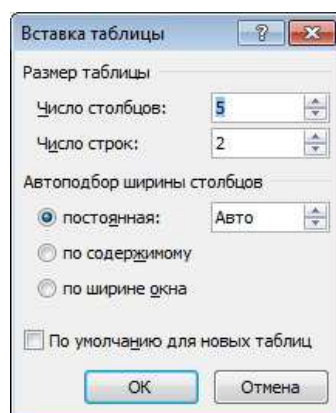 Вставка таблицы
Размер таблицы
Число столбцов: 5
Число строк: 2
Автоподбор ширины столбцов
постоянная: Авто
по содержимому
по ширине окна
По умолчанию для новых таблиц
ОК Отмена